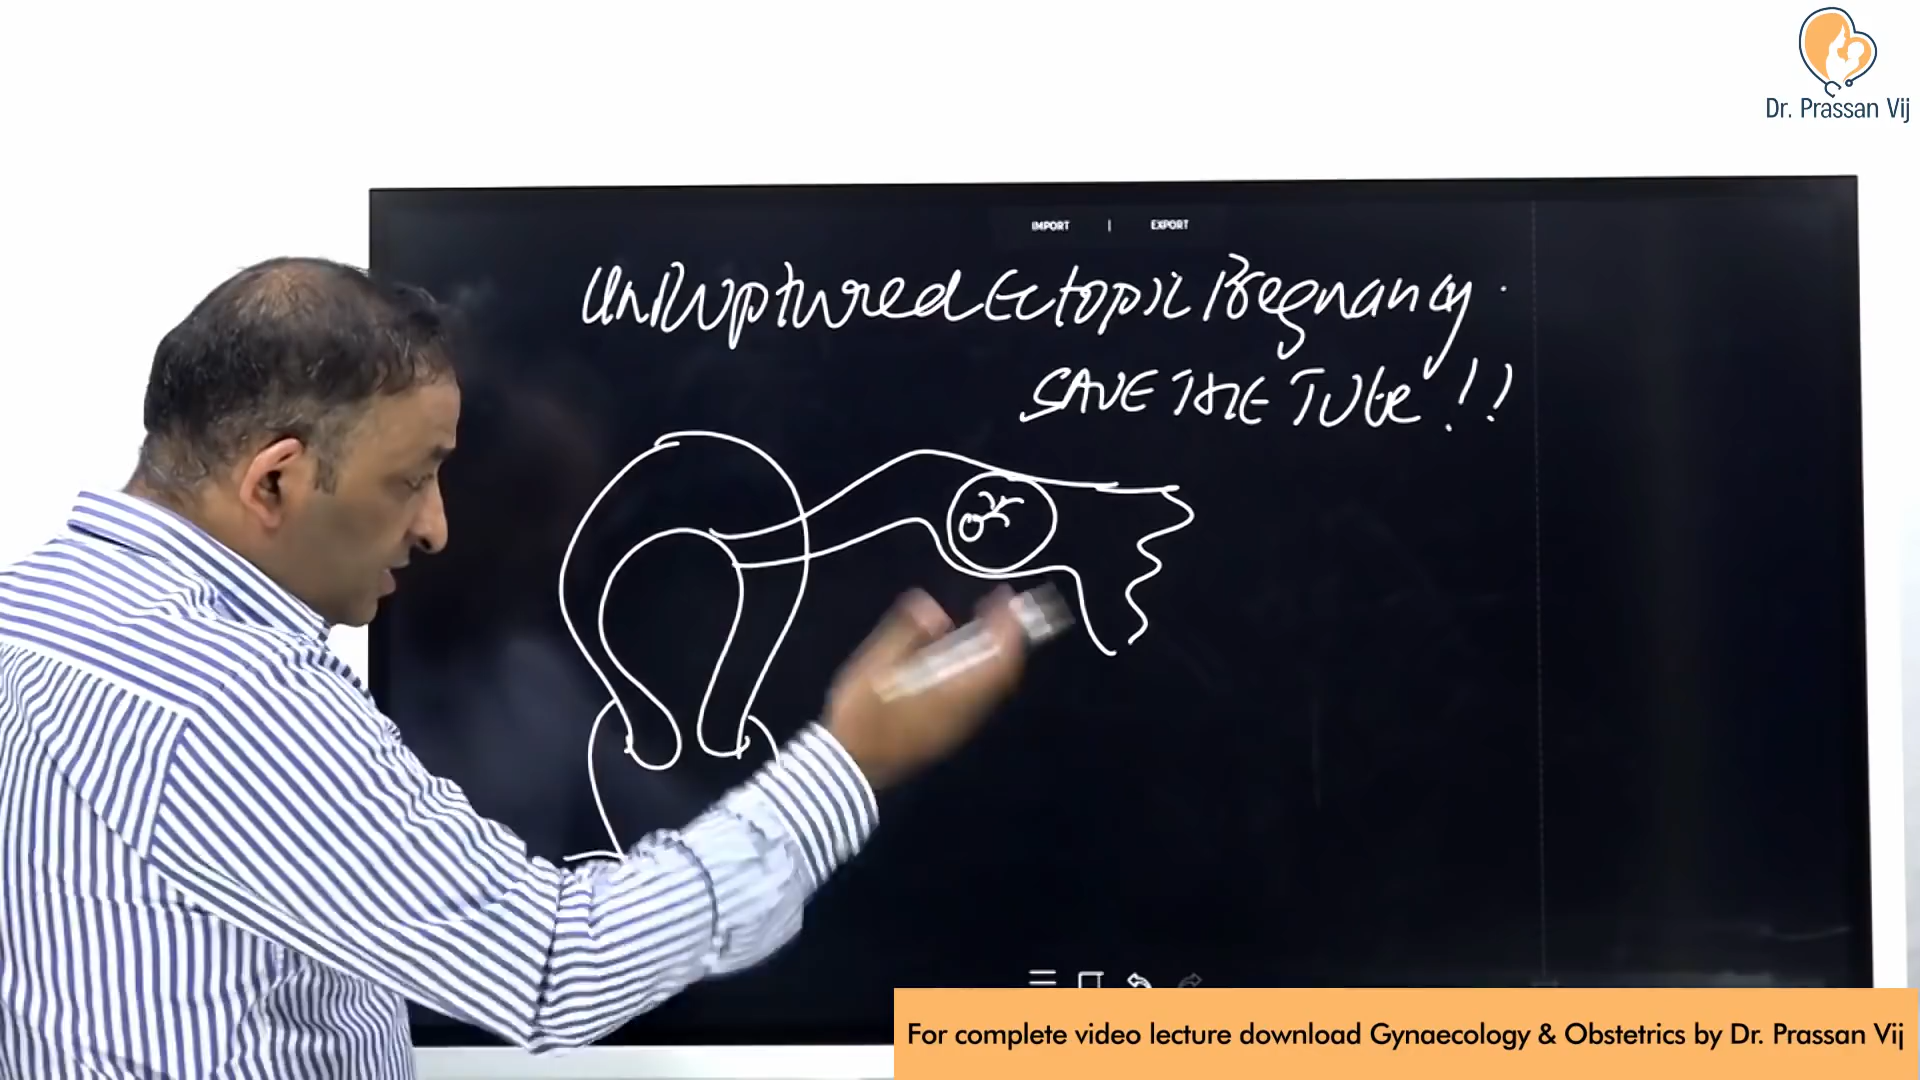 Dr. Prassan Vij
IMPORT | EXPORT
UnRuptured Ectopic Pregnancy.
SAVE THE TUbe!!
For complete video lecture download Gynaecology & Obstetrics by Dr. Prassan Vij